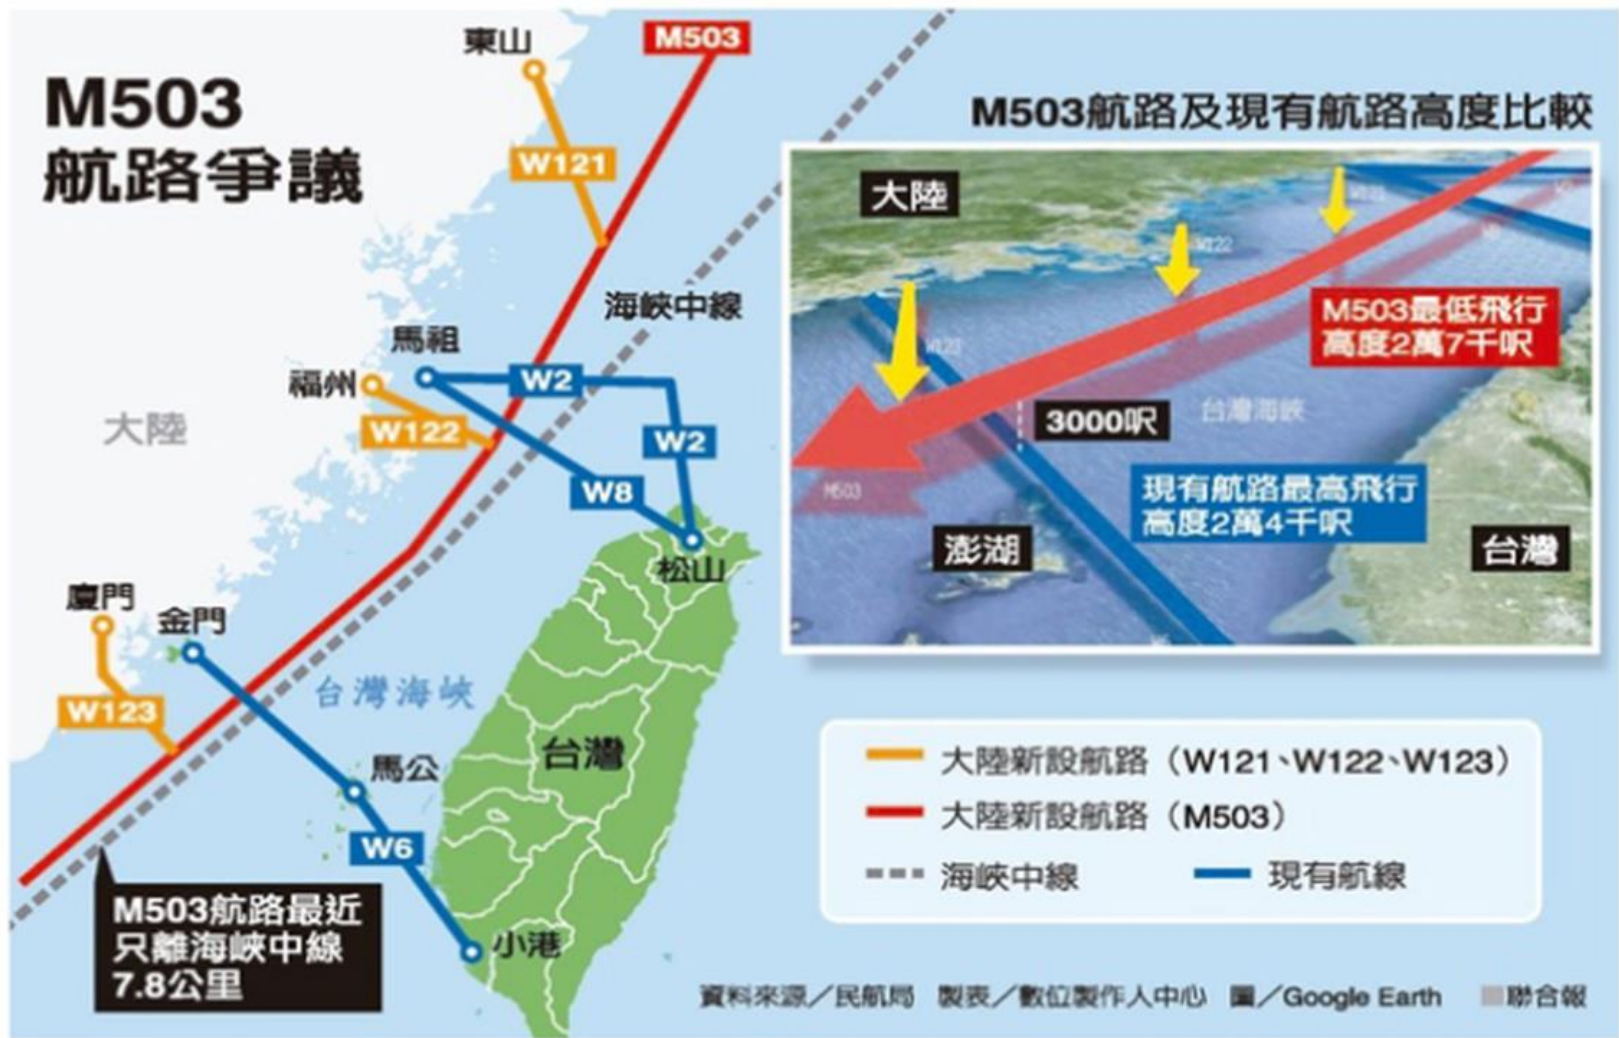 M503
航路爭議
東山
M503
W121
海峽中線
馬祖
福州
W2
W122
W2
W8
大陸
松山
廈門
金門
W123
台灣海峽
馬公
台灣
W6
小港
M503航路最近
只離海峽中線
7.8公里
M503航路及現有航路高度比較
大陸
W122
W123
M503最低飛行
高度2萬7千呎
3000呎
台灣海峽
M503
現有航路最高飛行
高度2萬4千呎
澎湖
台灣
大陸新設航路（W121、W122、W123）
大陸新設航路（M503）
海峽中線
現有航線
資料來源／民航局 製表／數位製作人中心 圖／Google Earth 聯合報